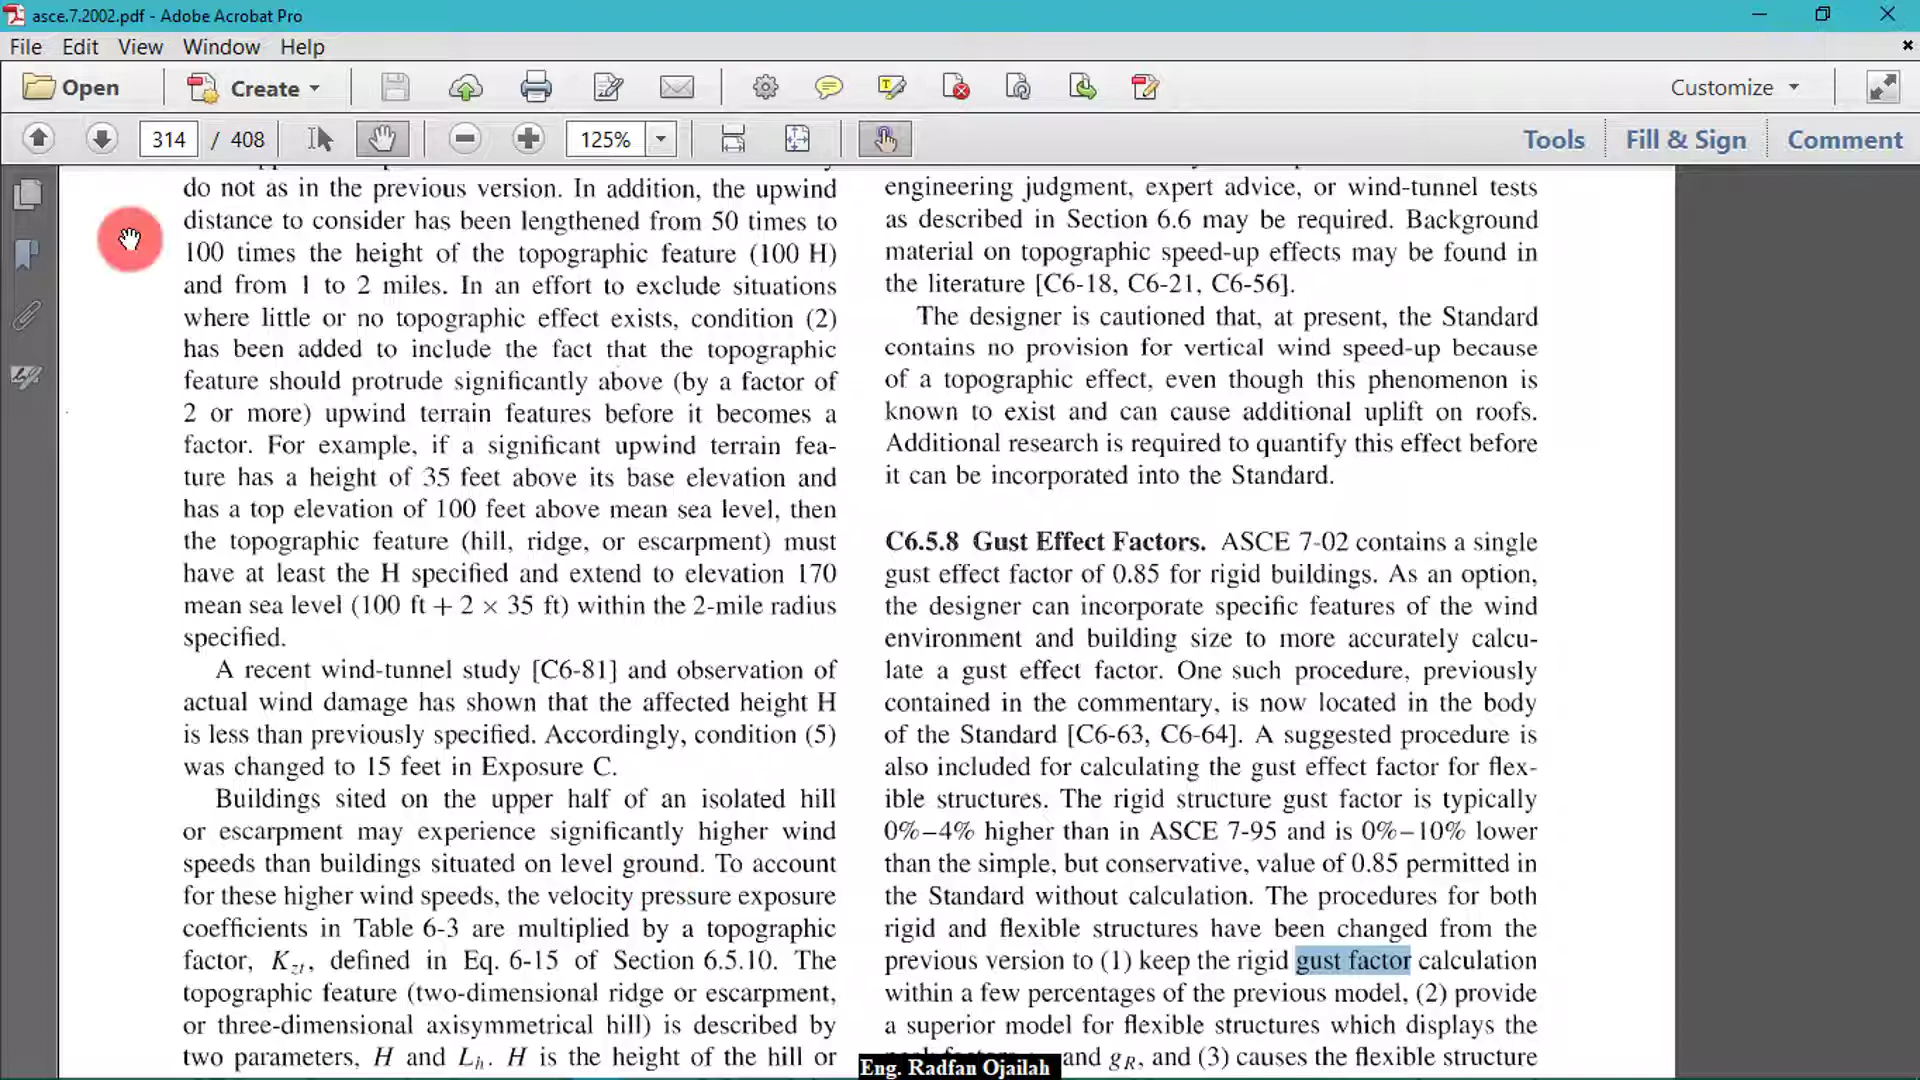 asce.7.2002.pdf - Adobe Acrobat Pro
File Edit View Window Help
Open Create Customize
314 / 408 125% Tools Fill & Sign Comment
do not as in the previous version. In addition, the upwind
distance to consider has been lengthened from 50 times to
100 times the height of the topographic feature (100 H)
and from 1 to 2 miles. In an effort to exclude situations
where little or no topographic effect exists, condition (2)
has been added to include the fact that the topographic
feature should protrude significantly above (by a factor of
2 or more) upwind terrain features before it becomes a
factor. For example, if a significant upwind terrain fea-
ture has a height of 35 feet above its base elevation and
has a top elevation of 100 feet above mean sea level, then
the topographic feature (hill, ridge, or escarpment) must
have at least the H specified and extend to elevation 170
mean sea level (100 ft + 2 × 35 ft) within the 2-mile radius
specified.
A recent wind-tunnel study [C6-81] and observation of
actual wind damage has shown that the affected height H
is less than previously specified. Accordingly, condition (5)
was changed to 15 feet in Exposure C.
Buildings sited on the upper half of an isolated hill
or escarpment may experience significantly higher wind
speeds than buildings situated on level ground. To account
for these higher wind speeds, the velocity pressure exposure
coefficients in Table 6-3 are multiplied by a topographic
factor, Kzt, defined in Eq. 6-15 of Section 6.5.10. The
topographic feature (two-dimensional ridge or escarpment,
or three-dimensional axisymmetrical hill) is described by
two parameters, H and Lh. H is the height of the hill or
engineering judgment, expert advice, or wind-tunnel tests
as described in Section 6.6 may be required. Background
material on topographic speed-up effects may be found in
the literature [C6-18, C6-21, C6-56].
The designer is cautioned that, at present, the Standard
contains no provision for vertical wind speed-up because
of a topographic effect, even though this phenomenon is
known to exist and can cause additional uplift on roofs.
Additional research is required to quantify this effect before
it can be incorporated into the Standard.
C6.5.8 Gust Effect Factors. ASCE 7-02 contains a single
gust effect factor of 0.85 for rigid buildings. As an option,
the designer can incorporate specific features of the wind
environment and building size to more accurately calcu-
late a gust effect factor. One such procedure, previously
contained in the commentary, is now located in the body
of the Standard [C6-63, C6-64]. A suggested procedure is
also included for calculating the gust effect factor for flex-
ible structures. The rigid structure gust factor is typically
0%–4% higher than in ASCE 7-95 and is 0%–10% lower
than the simple, but conservative, value of 0.85 permitted in
the Standard without calculation. The procedures for both
rigid and flexible structures have been changed from the
previous version to (1) keep the rigid gust factor calculation
within a few percentages of the previous model, (2) provide
a superior model for flexible structures which displays the
and gR, and (3) causes the flexible structure
Eng. Radfan Ojailah